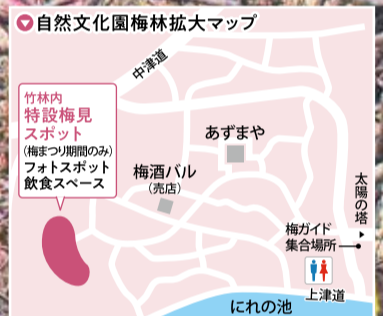 自然文化園梅林拡大マップ
中津道
竹林内
特設梅見
スポット
(梅まつり期間のみ)
フォトスポット
飲食スペース
あずまや
梅酒バル
(売店)
太陽の塔
梅ガイド
集合場所
上津道
にれの池